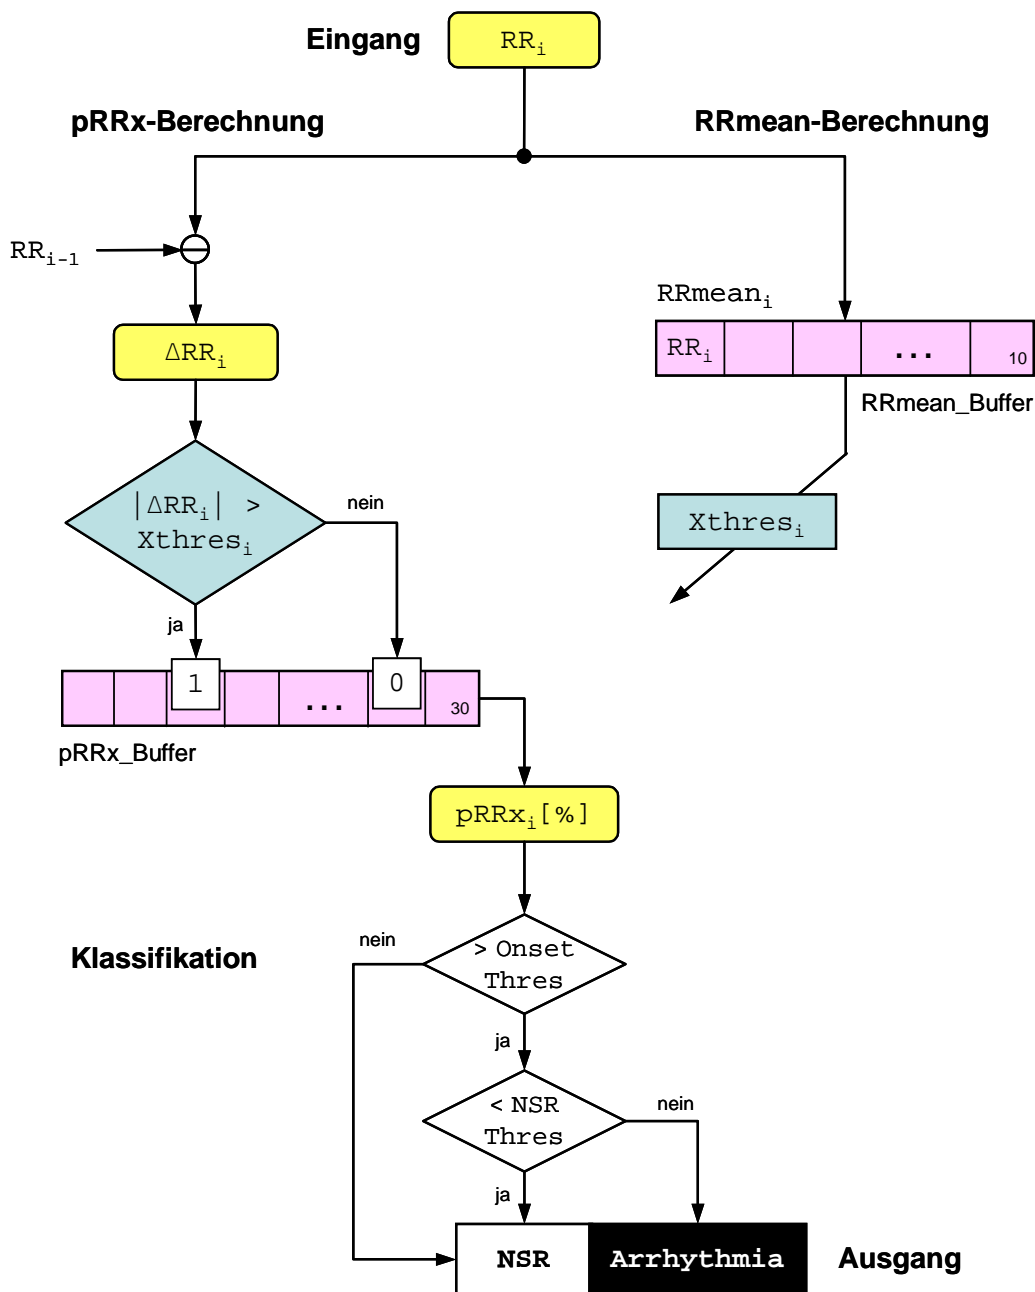 Eingang
RRi
pRRx-Berechnung
RRmean-Berechnung
RRi-1
ΔRRi
RRmeani
RRi ... 10
RRmean_Buffer
|ΔRRi| >
Xthresi
nein
ja
Xthresi
1 ... 0 30
pRRx_Buffer
pRRxi[%]
Klassifikation
> Onset
Thres
nein
ja
< NSR
Thres
nein
ja
NSR
Arrhythmia
Ausgang